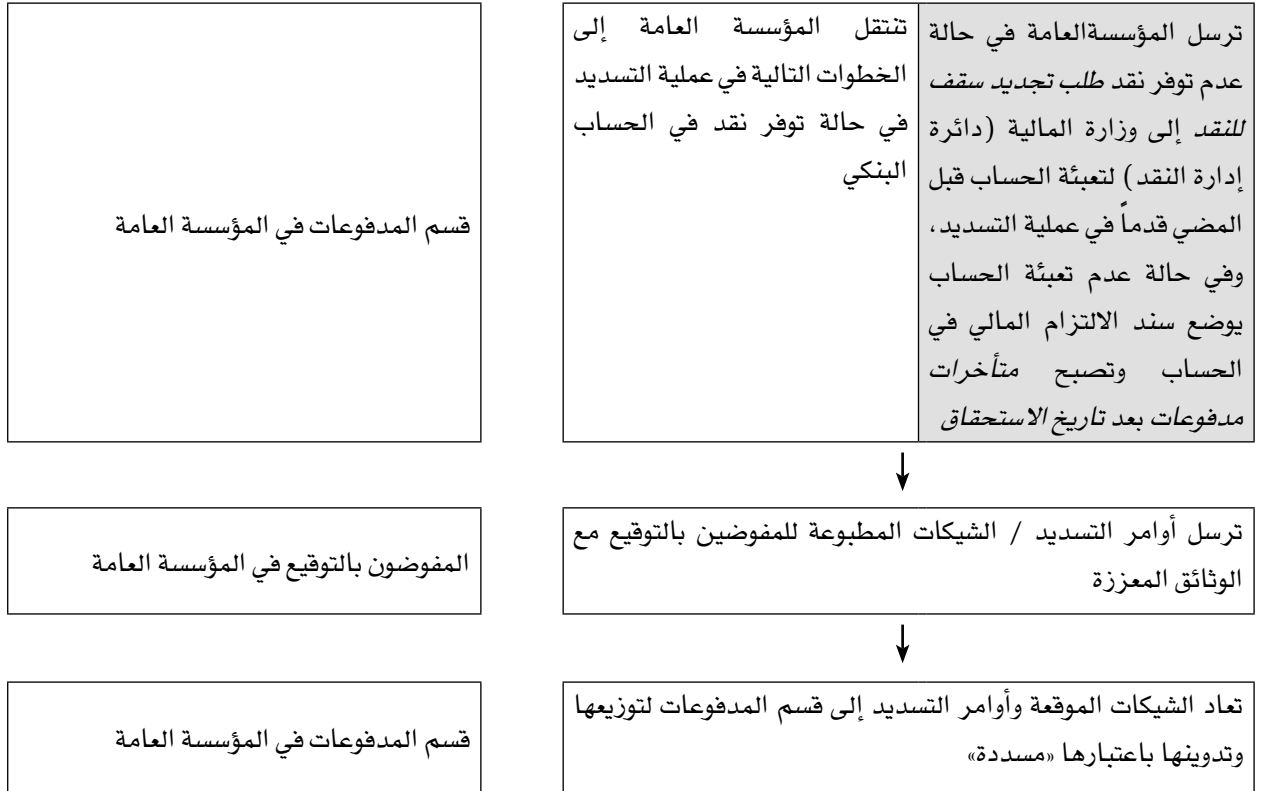 ترسل المؤسسةالعامة في حالة
عدم توفر نقد طلب تجديد سقف
للنقد إلى وزارة المالية (دائرة
إدارة النقد) لتعبئة الحساب قبل
المضي قدماً في عملية التسديد،
وفي حالة عدم تعبئة الحساب
يوضع سند الالتزام المالي في
الحساب وتصبح متأخرات
مدفوعات بعد تاريخ الاستحقاق
تنتقل المؤسسة العامة إلى
الخطوات التالية في عملية التسديد
في حالة توفر نقد في الحساب
البنكي
قسم المدفوعات في المؤسسة العامة
ترسل أوامر التسديد / الشيكات المطبوعة للمفوضين بالتوقيع مع
الوثائق المعززة
المفوضون بالتوقيع في المؤسسة العامة
تعاد الشيكات الموقعة وأوامر التسديد إلى قسم المدفوعات لتوزيعها
وتدوينها باعتبارها «مسددة»
قسم المدفوعات في المؤسسة العامة